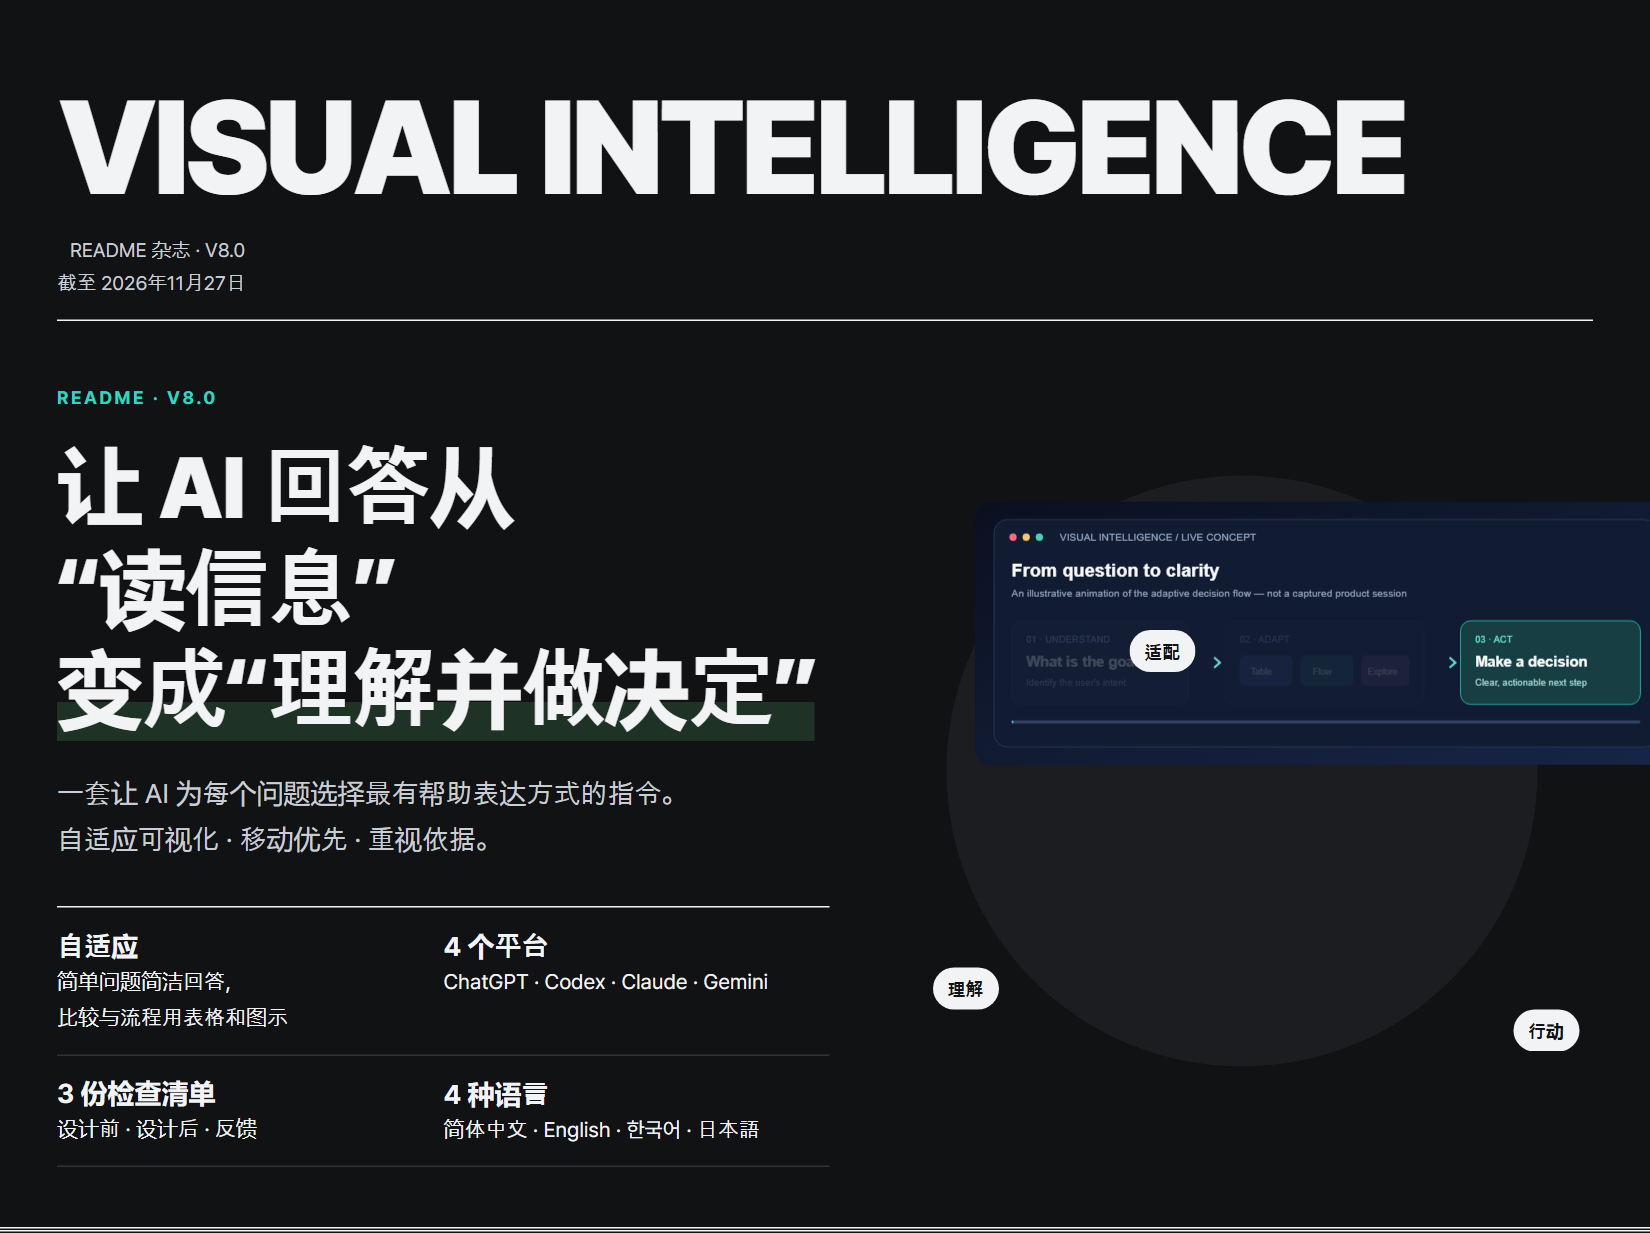 VISUAL INTELLIGENCE
README 杂志 · V8.0
截至 2026年11月27日
README · V8.0
让 AI 回答从
“读信息”
变成“理解并做决定”
一套让 AI 为每个问题选择最有帮助表达方式的指令。
自适应可视化 · 移动优先 · 重视依据。
自适应
简单问题简洁回答,
比较与流程用表格和图示
4 个平台
ChatGPT · Codex · Claude · Gemini
3 份检查清单
设计前 · 设计后 · 反馈
4 种语言
简体中文 · English · 한국어 · 日本語
VISUAL INTELLIGENCE / LIVE CONCEPT
From question to clarity
An illustrative animation of the adaptive decision flow — not a captured product session
01 · UNDERSTAND
What is the goa
Identify the user's intent
适配
02 · ADAPT
Table
Flow
Explore
03 · ACT
Make a decision
Clear, actionable next step
理解
行动